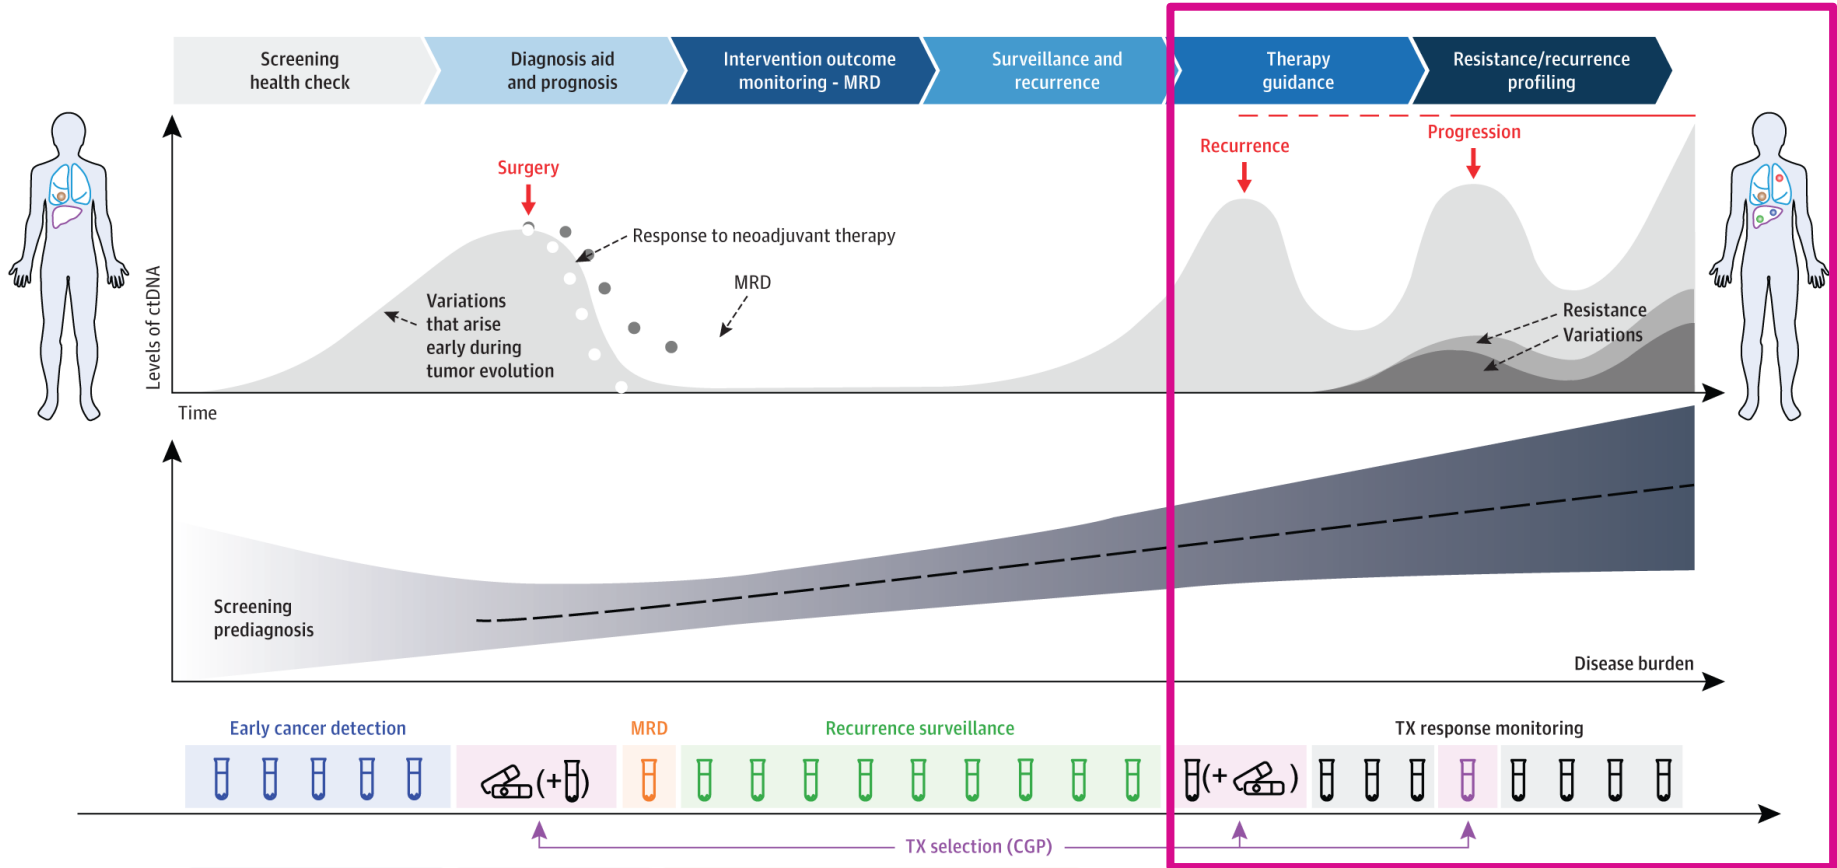 Screening
health check
Diagnosis aid
and prognosis
Intervention outcome
monitoring - MRD
Surveillance and
recurrence
Therapy
guidance
Resistance/recurrence
profiling
Levels of ctDNA
Surgery
Response to neoadjuvant therapy
MRD
Variations
that arise
early during
tumor evolution
Recurrence
Progression
Resistance
Variations
Time
Screening
prediagnosis
Disease burden
Early cancer detection
MRD
Recurrence surveillance
TX response monitoring
(+ )
(+ )
TX selection (CGP)